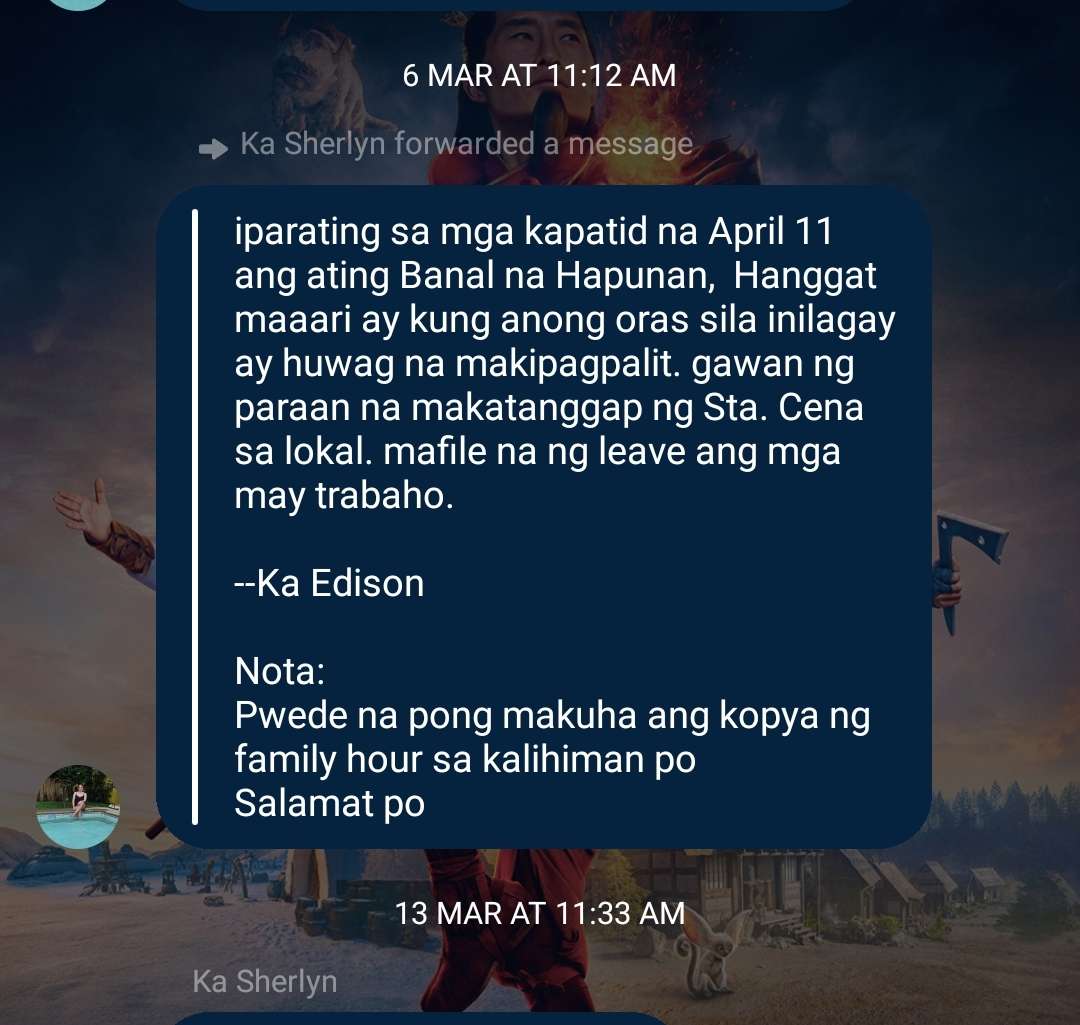 6 MAR AT 11:12 AM
Ka Sherlyn forwarded a message
iparating sa mga kapatid na April 11
ang ating Banal na Hapunan, Hanggat
maaari ay kung anong oras sila inilagay
ay huwag na makipagpalit. gawan ng
paraan na makatanggap ng Sta. Cena
sa lokal. mafile na ng leave ang mga
may trabaho.
--Ka Edison
Nota:
Pwede na pong makuha ang kopya ng
family hour sa kalihiman po
Salamat po
13 MAR AT 11:33 AM
Ka Sherlyn